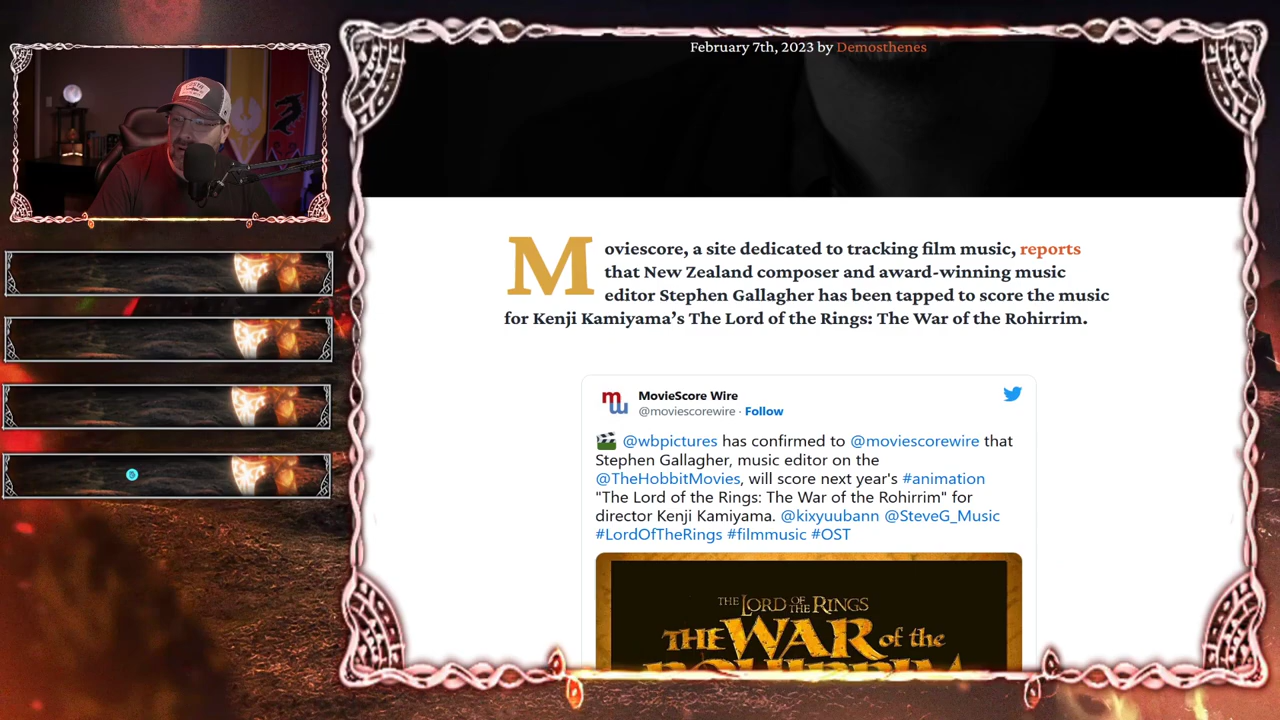 February 7th, 2023 by Demosthenes
Moviescore, a site dedicated to tracking film music, reports
that New Zealand composer and award-winning music
editor Stephen Gallagher has been tapped to score the music
for Kenji Kamiyama’s The Lord of the Rings: The War of the Rohirrim.
MovieScore Wire
@moviescorewire · Follow
@wbpictures has confirmed to @moviescorewire that
Stephen Gallagher, music editor on the
@TheHobbitMovies, will score next year's #animation
"The Lord of the Rings: The War of the Rohirrim" for
director Kenji Kamiyama. @kixyuubann @SteveG_Music
#LordOfTheRings #filmmusic #OST
THE LORD OF THE RINGS
THE WAR of the
ROHIRRIM